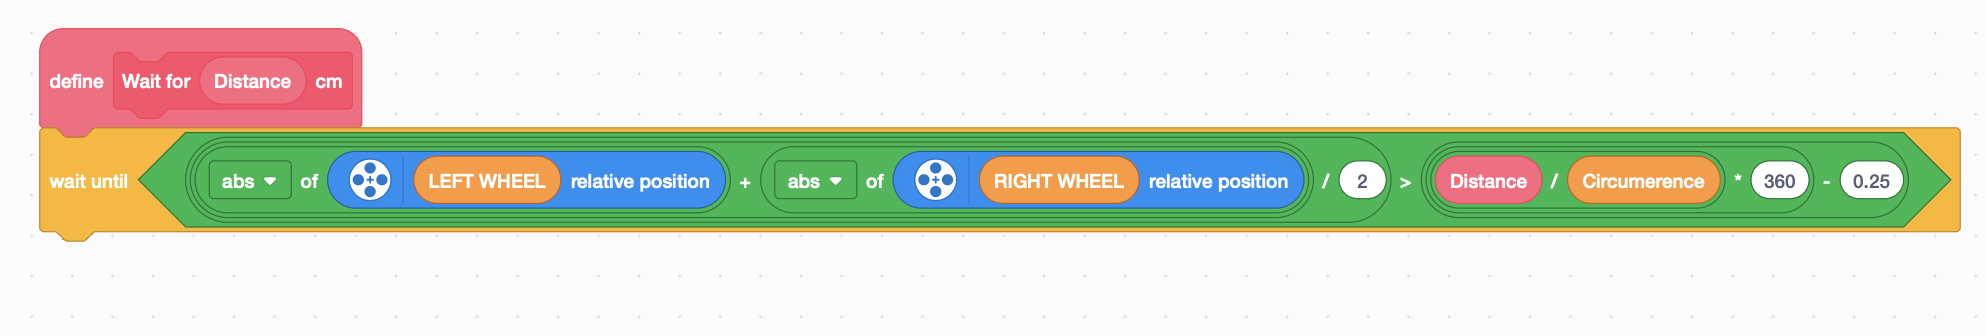 define Wait for Distance cm
wait until abs of LEFT WHEEL relative position + abs of RIGHT WHEEL relative position / 2 > Distance / Circumerence * 360 - 0.25